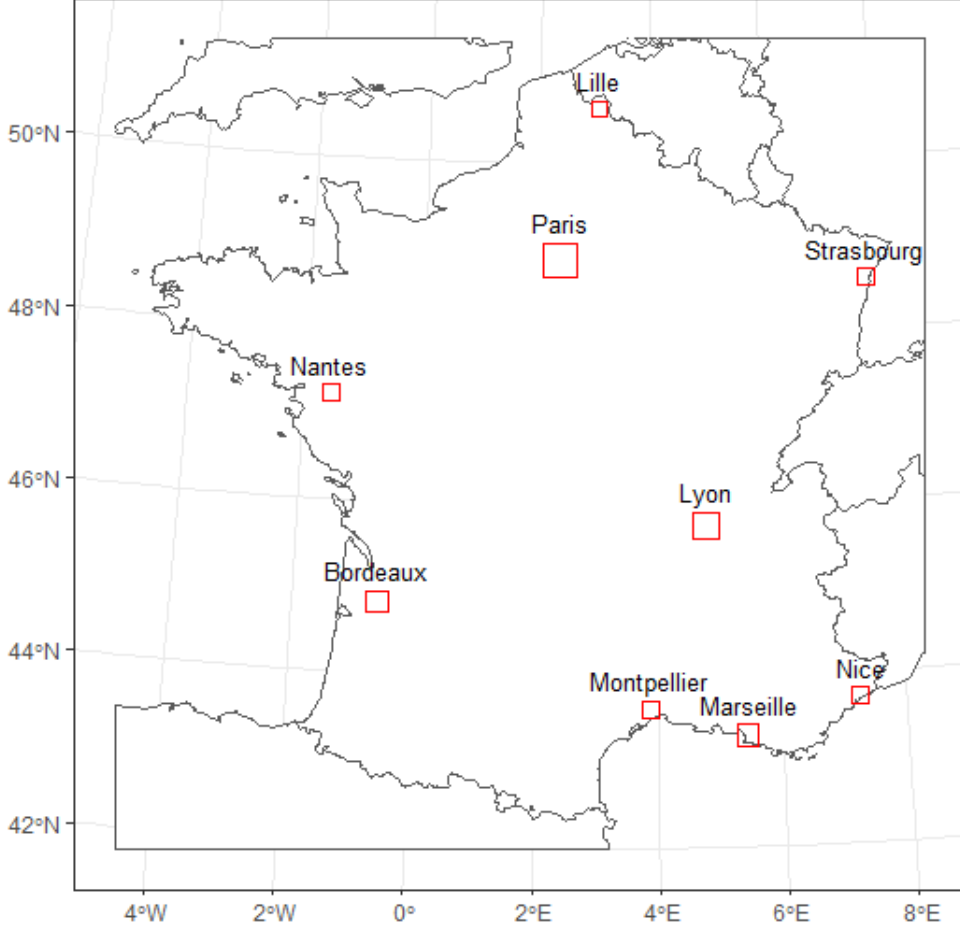 Lille
50°N
Paris
Strasbourg
48°N
Nantes
46°N
Lyon
Bordeaux
44°N
Nice
Montpellier
Marseille
42°N
4°W 2°W 0° 2°E 4°E 6°E 8°E